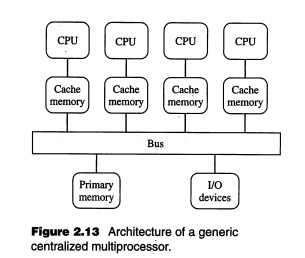 CPU CPU CPU CPU
Cache Cache Cache Cache
memory memory memory memory
Bus
Primary I/O
memory devices
Figure 2.13 Architecture of a generic
centralized multiprocessor.